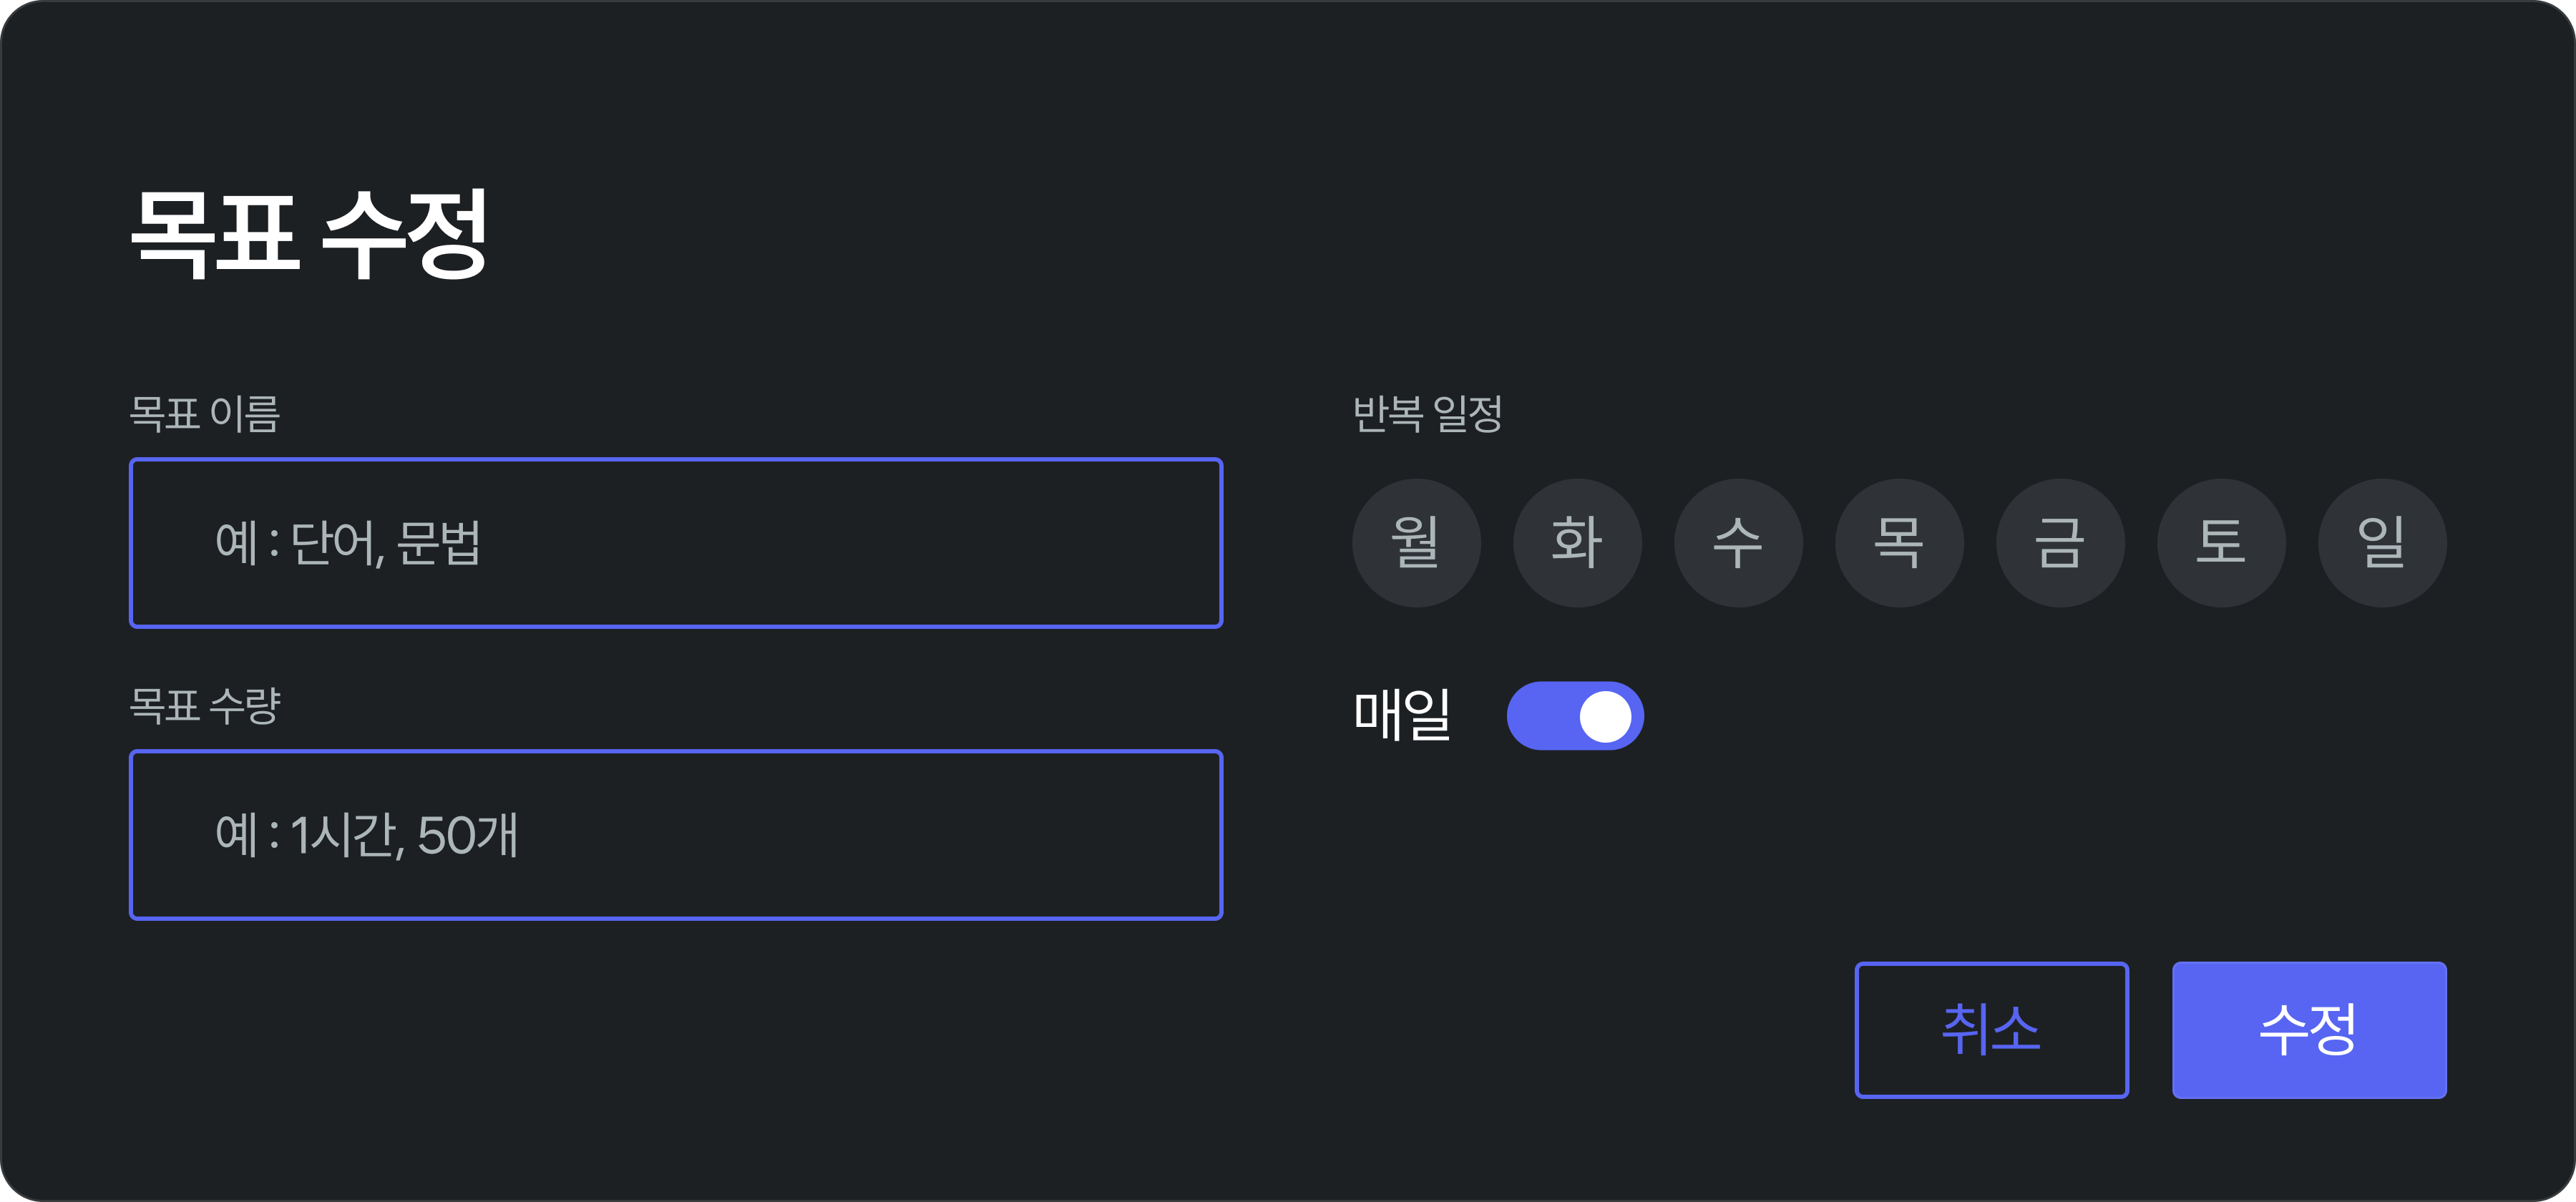 목표 수정
목표 이름
예 : 단어, 문법
목표 수량
예 : 1시간, 50개
반복 일정
월 화 수 목 금 토 일
매일
취소 수정